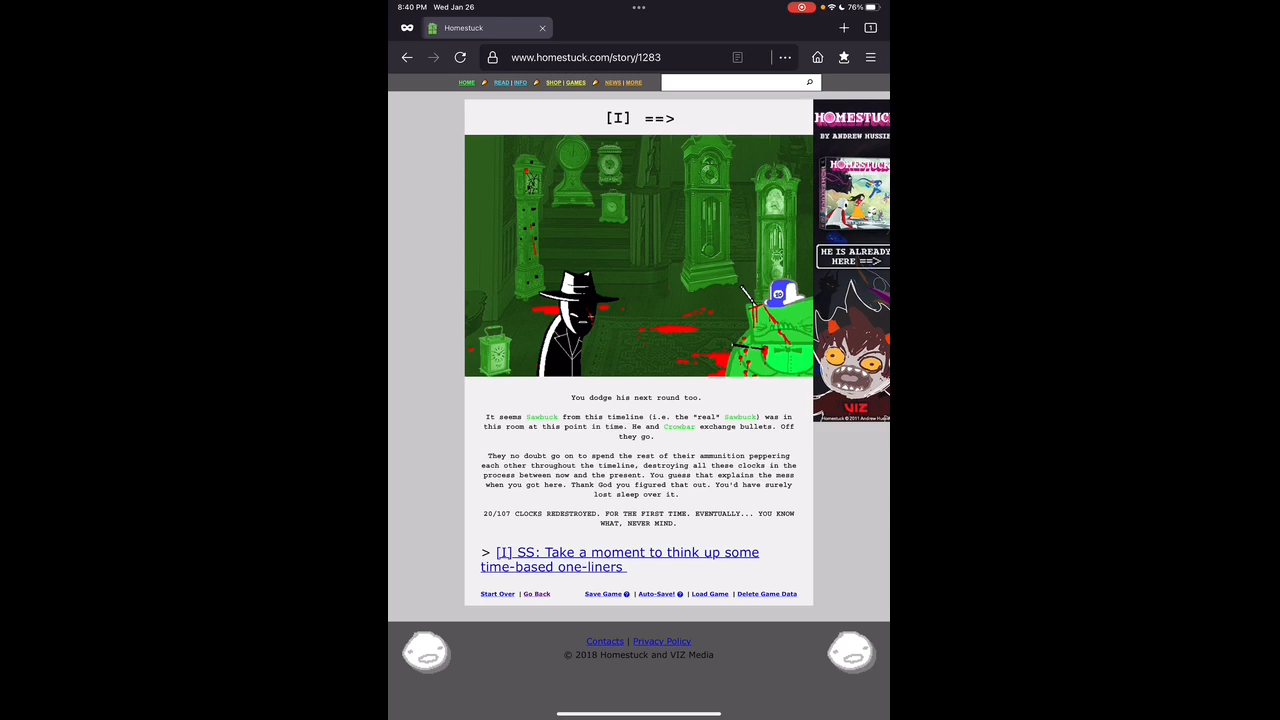 8:40 PM Wed Jan 26
76%
Homestuck
1
www.homestuck.com/story/1283
HOME READ | INFO SHOP | GAMES NEWS | MORE
[I] ==>
HOMESTUC
BY ANDREW HUSSIE
HOMESTUCK
HE IS ALREADY
HERE ==>
VIZ
Homestuck © 2011 Andrew Hussi
You dodge his next round too.
It seems Sawbuck from this timeline (i.e. the "real" Sawbuck) was in
this room at this point in time. He and Crowbar exchange bullets. Off
they go.
They no doubt go on to spend the rest of their ammunition peppering
each other throughout the timeline, destroying all these clocks in the
process between now and the present. You guess that explains the mess
when you got here. Thank God you figured that out. You'd have surely
lost sleep over it.
20/107 CLOCKS REDESTROYED. FOR THE FIRST TIME. EVENTUALLY... YOU KNOW
WHAT, NEVER MIND.
> [I] SS: Take a moment to think up some
time-based one-liners
Start Over | Go Back Save Game ? | Auto-Save! ? | Load Game | Delete Game Data
Contacts | Privacy Policy
© 2018 Homestuck and VIZ Media